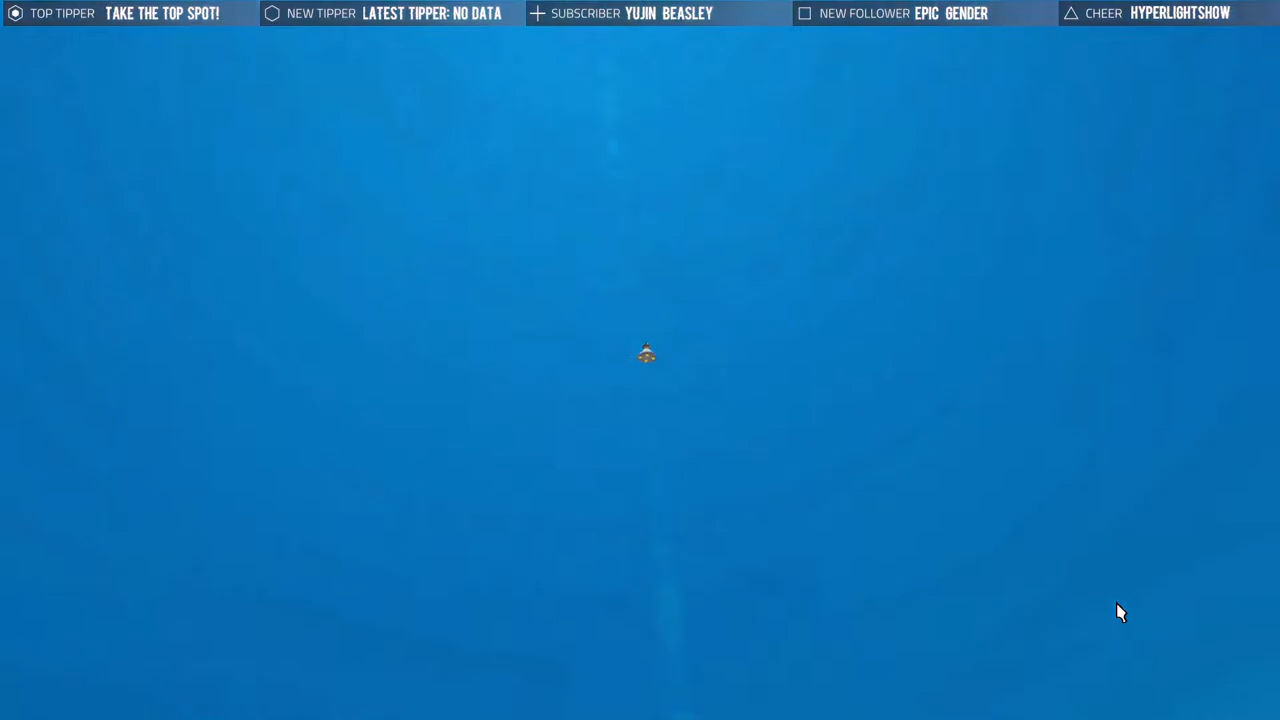 TOP TIPPER TAKE THE TOP SPOT! NEW TIPPER LATEST TIPPER: NO DATA SUBSCRIBER YUJIN BEASLEY NEW FOLLOWER EPIC GENDER CHEER HYPERLIGHTSHOW